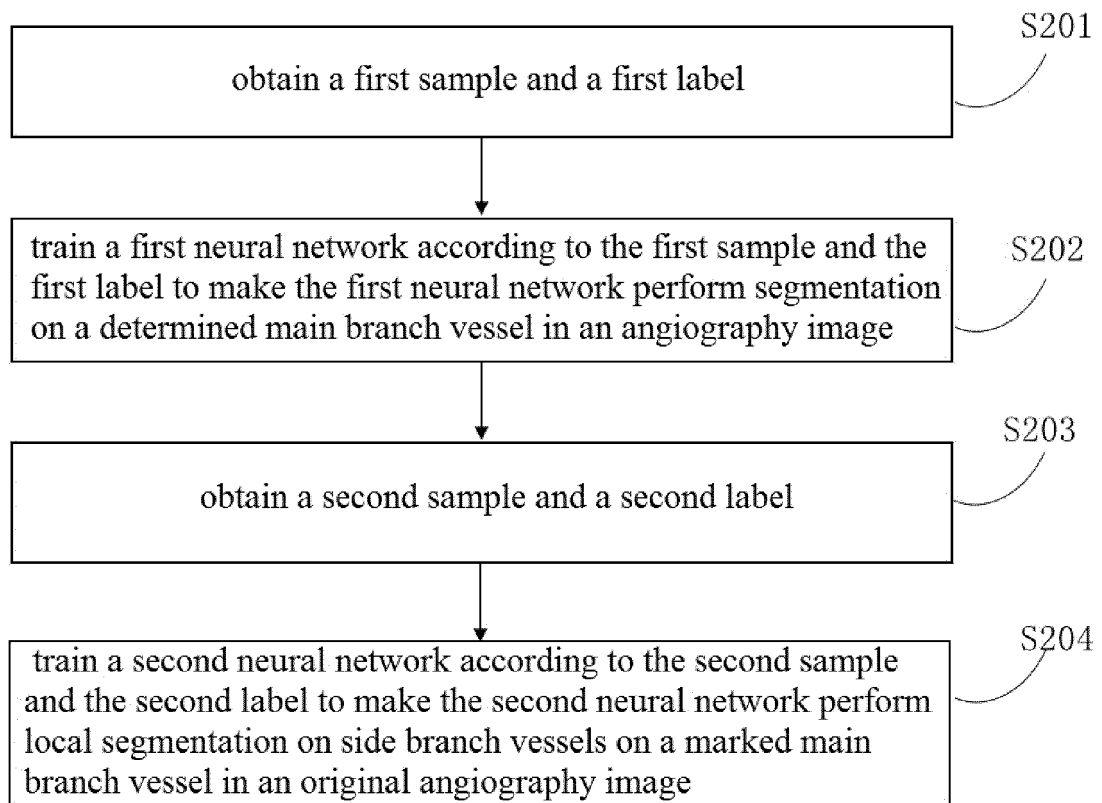 S201
obtain a first sample and a first label
train a first neural network according to the first sample and the
first label to make the first neural network perform segmentation
on a determined main branch vessel in an angiography image
S202
S203
obtain a second sample and a second label
S204
train a second neural network according to the second sample
and the second label to make the second neural network perform
local segmentation on side branch vessels on a marked main
branch vessel in an original angiography image